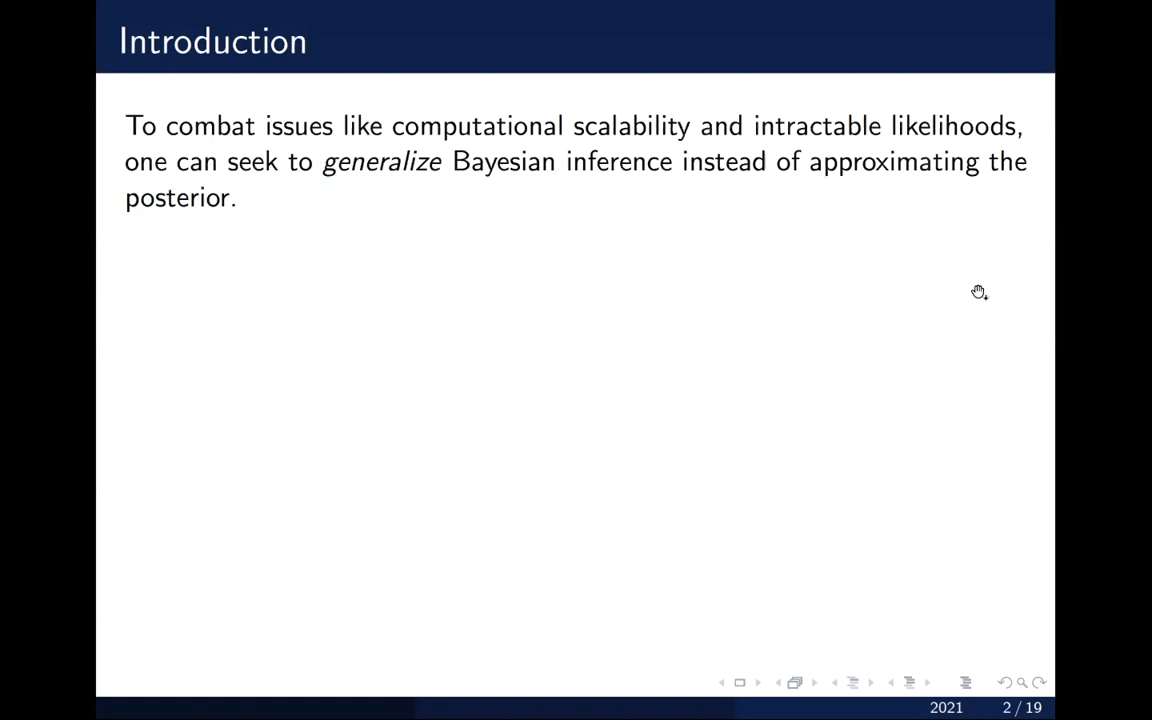 Introduction
To combat issues like computational scalability and intractable likelihoods,
one can seek to generalize Bayesian inference instead of approximating the
posterior.
2021 2 / 19